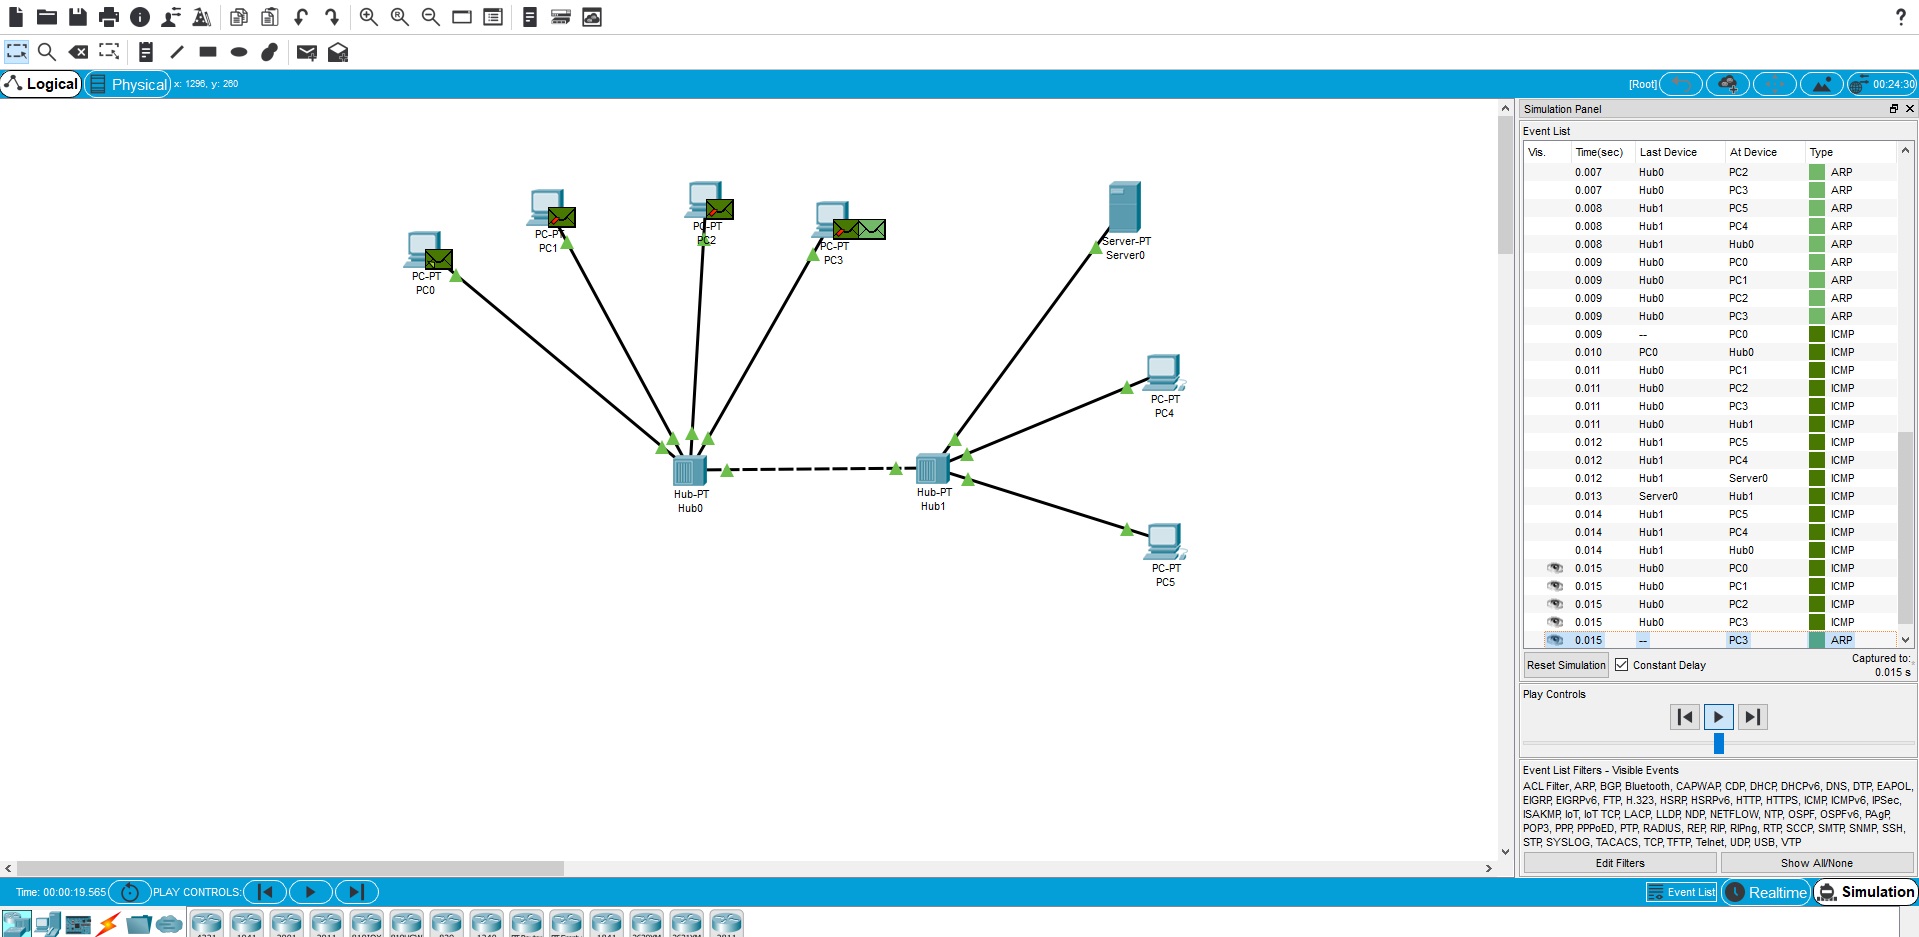 ?
Logical
Physical
x: 1296, y: 260
[Root]
00:24:30
PC-PT
PC0
PC-PT
PC1
PC-PT
PC2
PC-PT
PC3
Server-PT
Server0
PC-PT
PC4
Hub-PT
Hub0
Hub-PT
Hub1
PC-PT
PC5
Simulation Panel
Event List
Vis. Time(sec) Last Device At Device Type
0.007 Hub0 PC2 ARP
0.007 Hub0 PC3 ARP
0.008 Hub1 PC5 ARP
0.008 Hub1 PC4 ARP
0.008 Hub1 Hub0 ARP
0.009 Hub0 PC0 ARP
0.009 Hub0 PC1 ARP
0.009 Hub0 PC2 ARP
0.009 Hub0 PC3 ARP
0.009 -- PC0 ICMP
0.010 PC0 Hub0 ICMP
0.011 Hub0 PC1 ICMP
0.011 Hub0 PC2 ICMP
0.011 Hub0 PC3 ICMP
0.011 Hub0 Hub1 ICMP
0.012 Hub1 PC5 ICMP
0.012 Hub1 PC4 ICMP
0.012 Hub1 Server0 ICMP
0.013 Server0 Hub1 ICMP
0.014 Hub1 PC5 ICMP
0.014 Hub1 PC4 ICMP
0.014 Hub1 Hub0 ICMP
0.015 Hub0 PC0 ICMP
0.015 Hub0 PC1 ICMP
0.015 Hub0 PC2 ICMP
0.015 Hub0 PC3 ICMP
0.015 -- PC3 ARP
Reset Simulation Constant Delay Captured to:
0.015 s
Play Controls
Event List Filters - Visible Events
ACL Filter, ARP, BGP, Bluetooth, CAPWAP, CDP, DHCP, DHCPv6, DNS, DTP, EAPOL,
EIGRP, EIGRPv6, FTP, H.323, HSRP, HSRPv6, HTTP, HTTPS, ICMP, ICMPv6, IPSec,
ISAKMP, IoT, IoT TCP, LACP, LLDP, NDP, NETFLOW, NTP, OSPF, OSPFv6, PAgP,
POP3, PPP, PPPoED, PTP, RADIUS, REP, RIP, RIPng, RTP, SCCP, SMTP, SNMP, SSH,
STP, SYSLOG, TACACS, TCP, TFTP, Telnet, UDP, USB, VTP
Edit Filters Show All/None
Time: 00:00:19.565 PLAY CONTROLS:
Event List Realtime Simulation